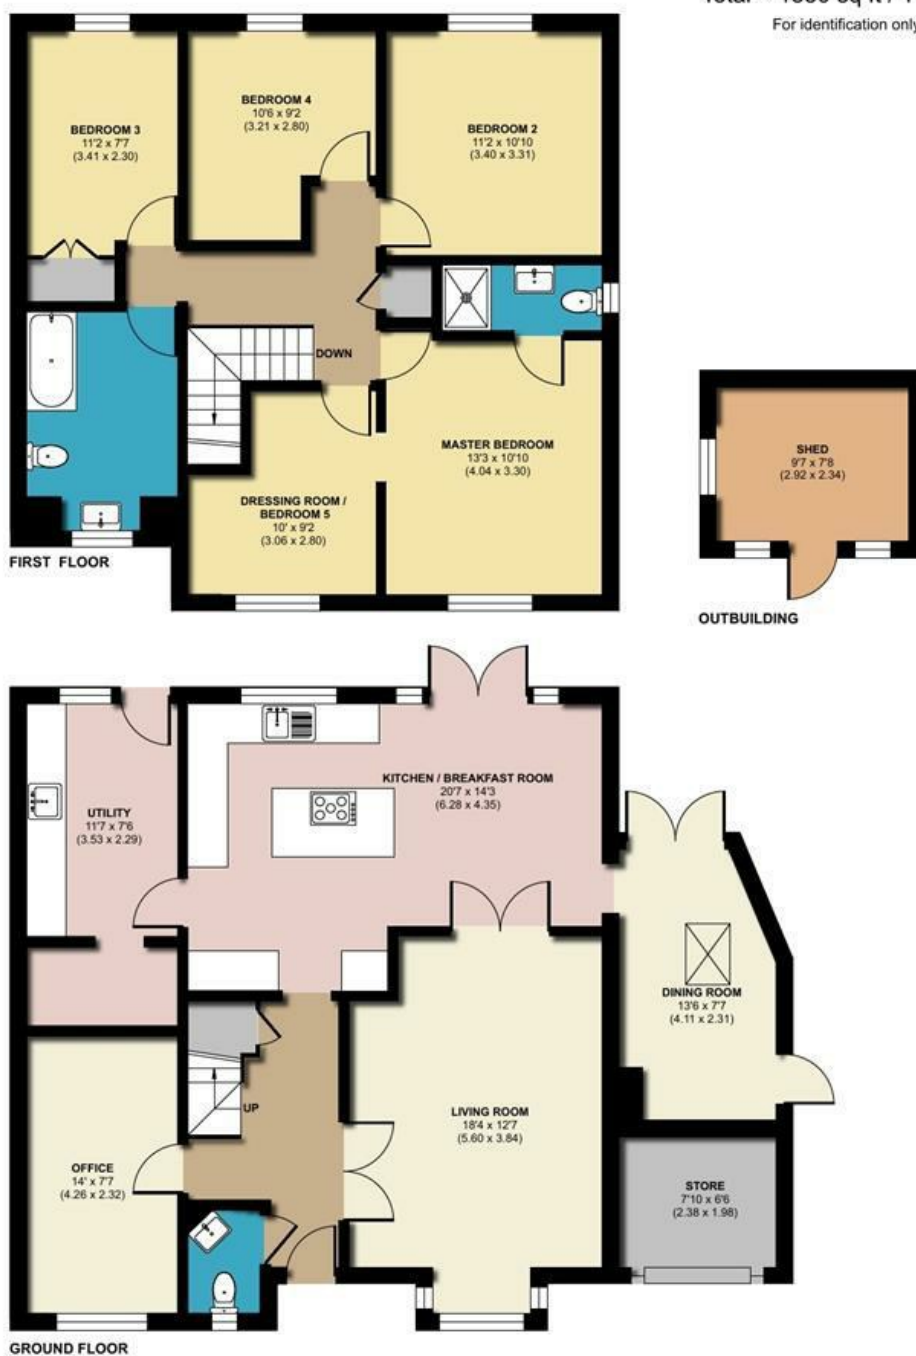 For identification only
BEDROOM 3
11'2 x 7'7
(3.41 x 2.30)
BEDROOM 4
10'6 x 9'2
(3.21 x 2.80)
BEDROOM 2
11'2 x 10'10
(3.40 x 3.31)
DOWN
MASTER BEDROOM
13'3 x 10'10
(4.04 x 3.30)
DRESSING ROOM /
BEDROOM 5
10' x 9'2
(3.06 x 2.80)
FIRST FLOOR
SHED
9'7 x 7'8
(2.92 x 2.34)
OUTBUILDING
KITCHEN / BREAKFAST ROOM
20'7 x 14'3
(6.28 x 4.35)
UTILITY
11'7 x 7'6
(3.53 x 2.29)
DINING ROOM
13'6 x 7'7
(4.11 x 2.31)
UP
LIVING ROOM
18'4 x 12'7
(5.60 x 3.84)
OFFICE
14' x 7'7
(4.26 x 2.32)
STORE
7'10 x 6'6
(2.38 x 1.98)
GROUND FLOOR